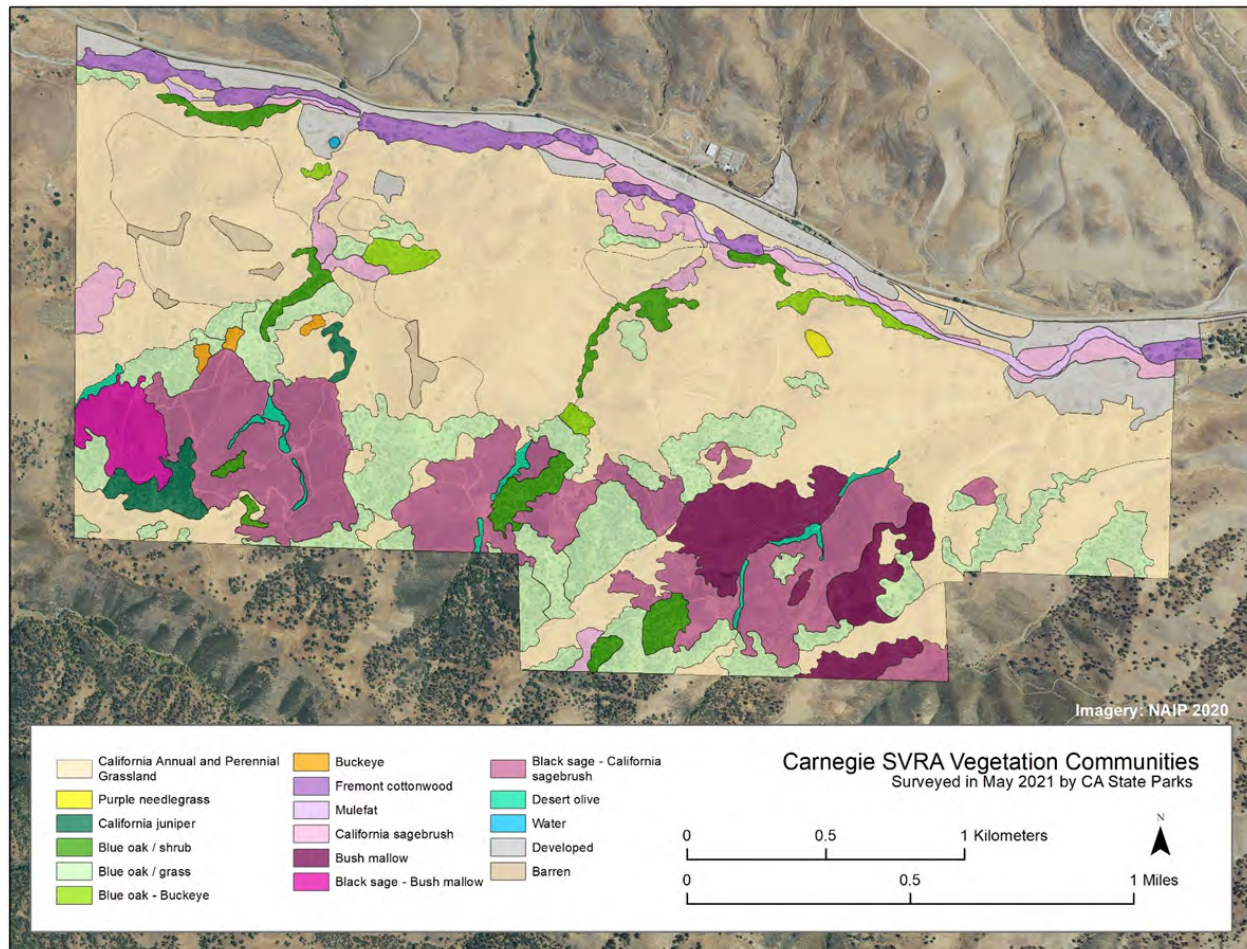 Imagery: NAIP 2020
California Annual and Perennial
Grassland
Purple needlegrass
California juniper
Blue oak / shrub
Blue oak / grass
Blue oak - Buckeye
Buckeye
Fremont cottonwood
Mulefat
California sagebrush
Bush mallow
Black sage - Bush mallow
Black sage - California
sagebrush
Desert olive
Water
Developed
Barren
Carnegie SVRA Vegetation Communities
Surveyed in May 2021 by CA State Parks
N
0 0.5 1 Kilometers
0 0.5 1 Miles